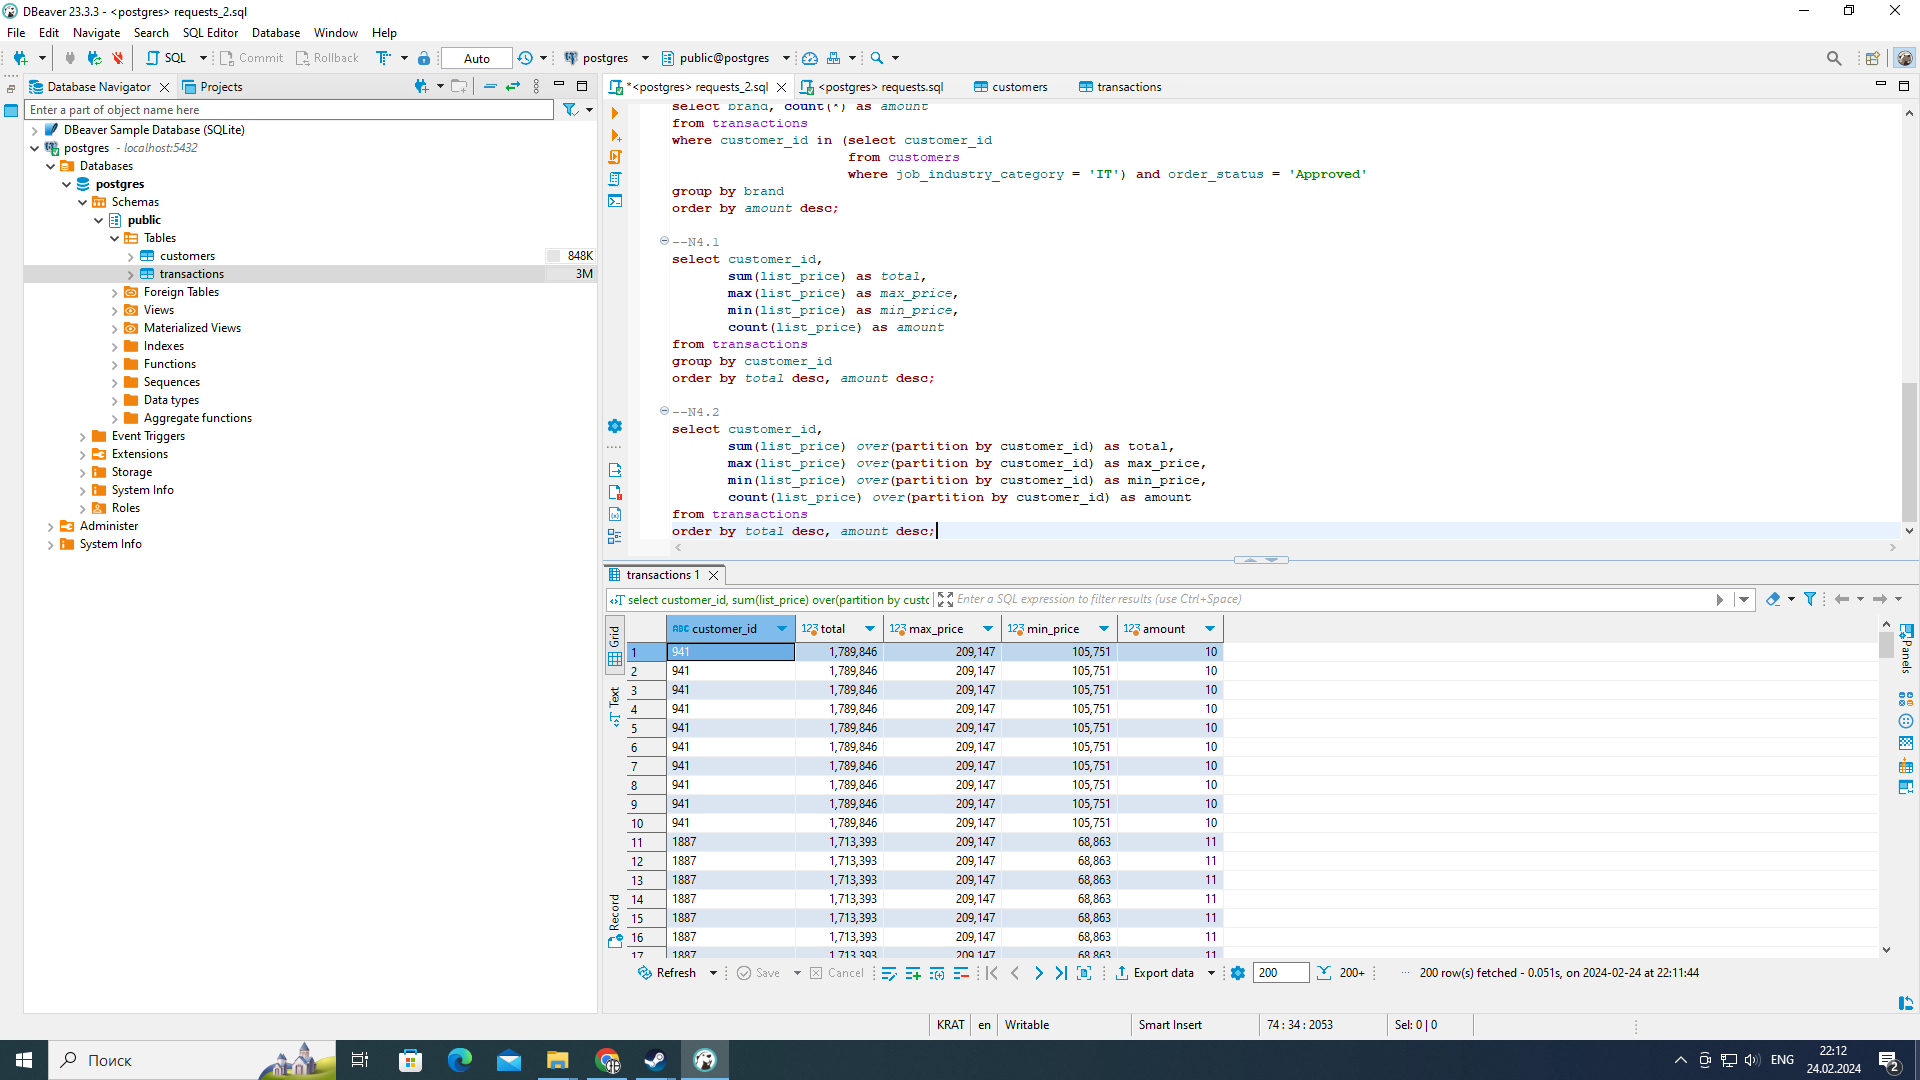 DBeaver 23.3.3 - <postgres> requests_2.sql
File Edit Navigate Search SQL Editor Database Window Help
SQL Commit Rollback Auto postgres public@postgres
Database Navigator Projects
*<postgres> requests_2.sql <postgres> requests.sql customers transactions
Enter a part of object name here
DBeaver Sample Database (SQLite)
postgres - localhost:5432
Databases
postgres
Schemas
public
Tables
customers 848K
transactions 3M
Foreign Tables
Views
Materialized Views
Indexes
Functions
Sequences
Data types
Aggregate functions
Event Triggers
Extensions
Storage
System Info
Roles
Administer
System Info
select brand, count(*) as amount
from transactions
where customer_id in (select customer_id
from customers
where job_industry_category = 'IT') and order_status = 'Approved'
group by brand
order by amount desc;
--N4.1
select customer_id,
sum(list_price) as total,
max(list_price) as max_price,
min(list_price) as min_price,
count(list_price) as amount
from transactions
group by customer_id
order by total desc, amount desc;
--N4.2
select customer_id,
sum(list_price) over(partition by customer_id) as total,
max(list_price) over(partition by customer_id) as max_price,
min(list_price) over(partition by customer_id) as min_price,
count(list_price) over(partition by customer_id) as amount
from transactions
order by total desc, amount desc;
transactions 1
select customer_id, sum(list_price) over(partition by custo Enter a SQL expression to filter results (use Ctrl+Space)
Grid
Text
Record
Panels
ABC customer_id 123 total 123 max_price 123 min_price 123 amount
1 941 1,789,846 209,147 105,751 10
2 941 1,789,846 209,147 105,751 10
3 941 1,789,846 209,147 105,751 10
4 941 1,789,846 209,147 105,751 10
5 941 1,789,846 209,147 105,751 10
6 941 1,789,846 209,147 105,751 10
7 941 1,789,846 209,147 105,751 10
8 941 1,789,846 209,147 105,751 10
9 941 1,789,846 209,147 105,751 10
10 941 1,789,846 209,147 105,751 10
11 1887 1,713,393 209,147 68,863 11
12 1887 1,713,393 209,147 68,863 11
13 1887 1,713,393 209,147 68,863 11
14 1887 1,713,393 209,147 68,863 11
15 1887 1,713,393 209,147 68,863 11
16 1887 1,713,393 209,147 68,863 11
17 1887 1,713,393 209,147 68,863 11
Refresh Save Cancel Export data 200 200+ 200 row(s) fetched - 0.051s, on 2024-02-24 at 22:11:44
KRAT en Writable Smart Insert 74 : 34 : 2053 Sel: 0 | 0
Поиск
ENG 22:12
24.02.2024
2